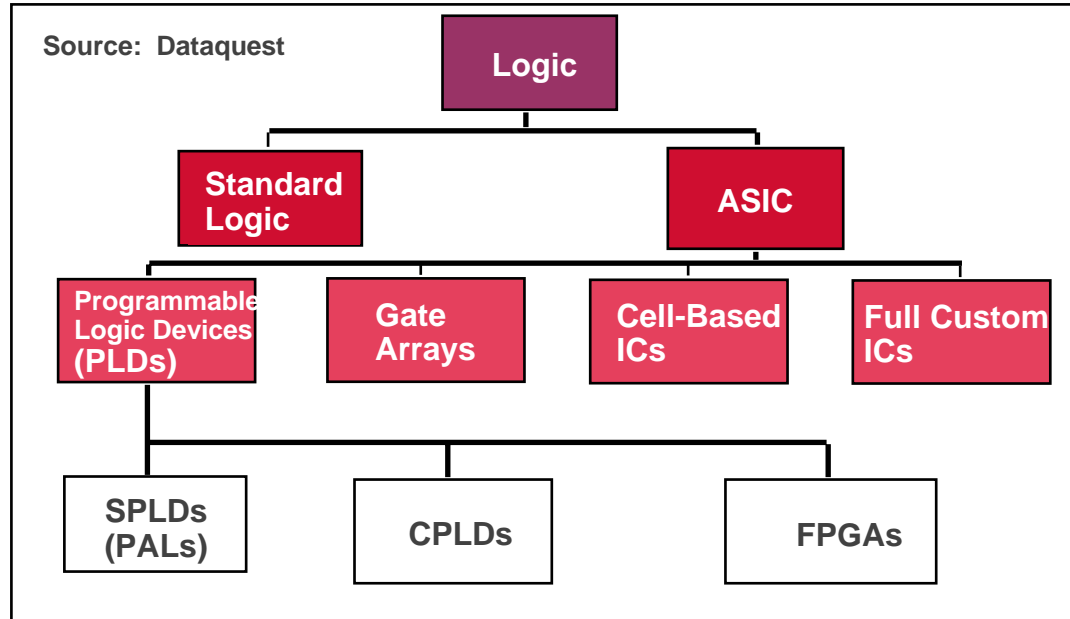 Source: Dataquest
Logic
Standard
Logic
ASIC
Programmable
Logic Devices
(PLDs)
Gate
Arrays
Cell-Based
ICs
Full Custom
ICs
SPLDs
(PALs)
CPLDs
FPGAs